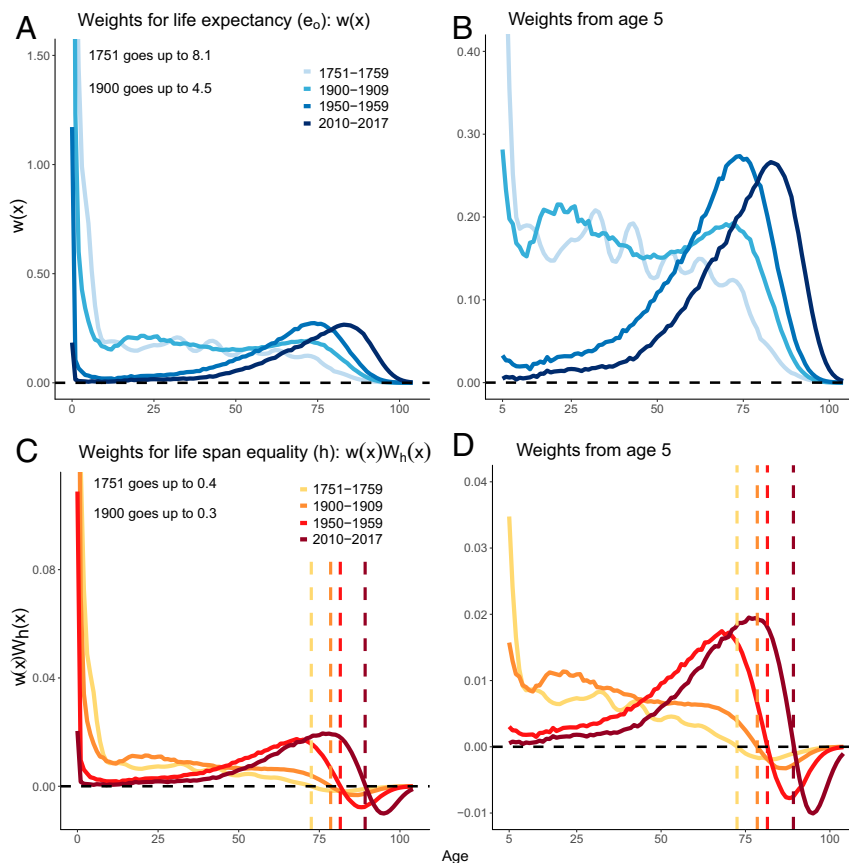 A
Weights for life expectancy (eₒ): w(x)
1751 goes up to 8.1
1900 goes up to 4.5
1751−1759
1900−1909
1950−1959
2010−2017
w(x)
1.50
1.00
0.50
0.00
0 25 50 75 100
B
Weights from age 5
0.40
0.30
0.20
0.10
0.00
5 25 50 75 100
C
Weights for life span equality (h): w(x)Wₕ(x)
1751 goes up to 0.4
1900 goes up to 0.3
1751−1759
1900−1909
1950−1959
2010−2017
w(x)Wₕ(x)
0.08
0.04
0.00
0 25 50 75 100
D
Weights from age 5
0.04
0.03
0.02
0.01
0.00
−0.01
5 25 50 75 100
Age